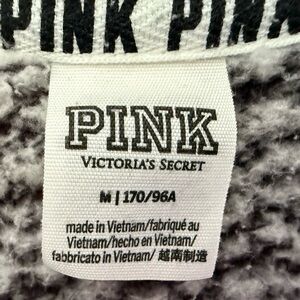 PINK PINK
PINK
VICTORIA'S SECRET
M | 170/96A
made in Vietnam/fabriqué au
Vietnam/hecho en Vietnam/
fabbricato in Vietnam/ 越南制造